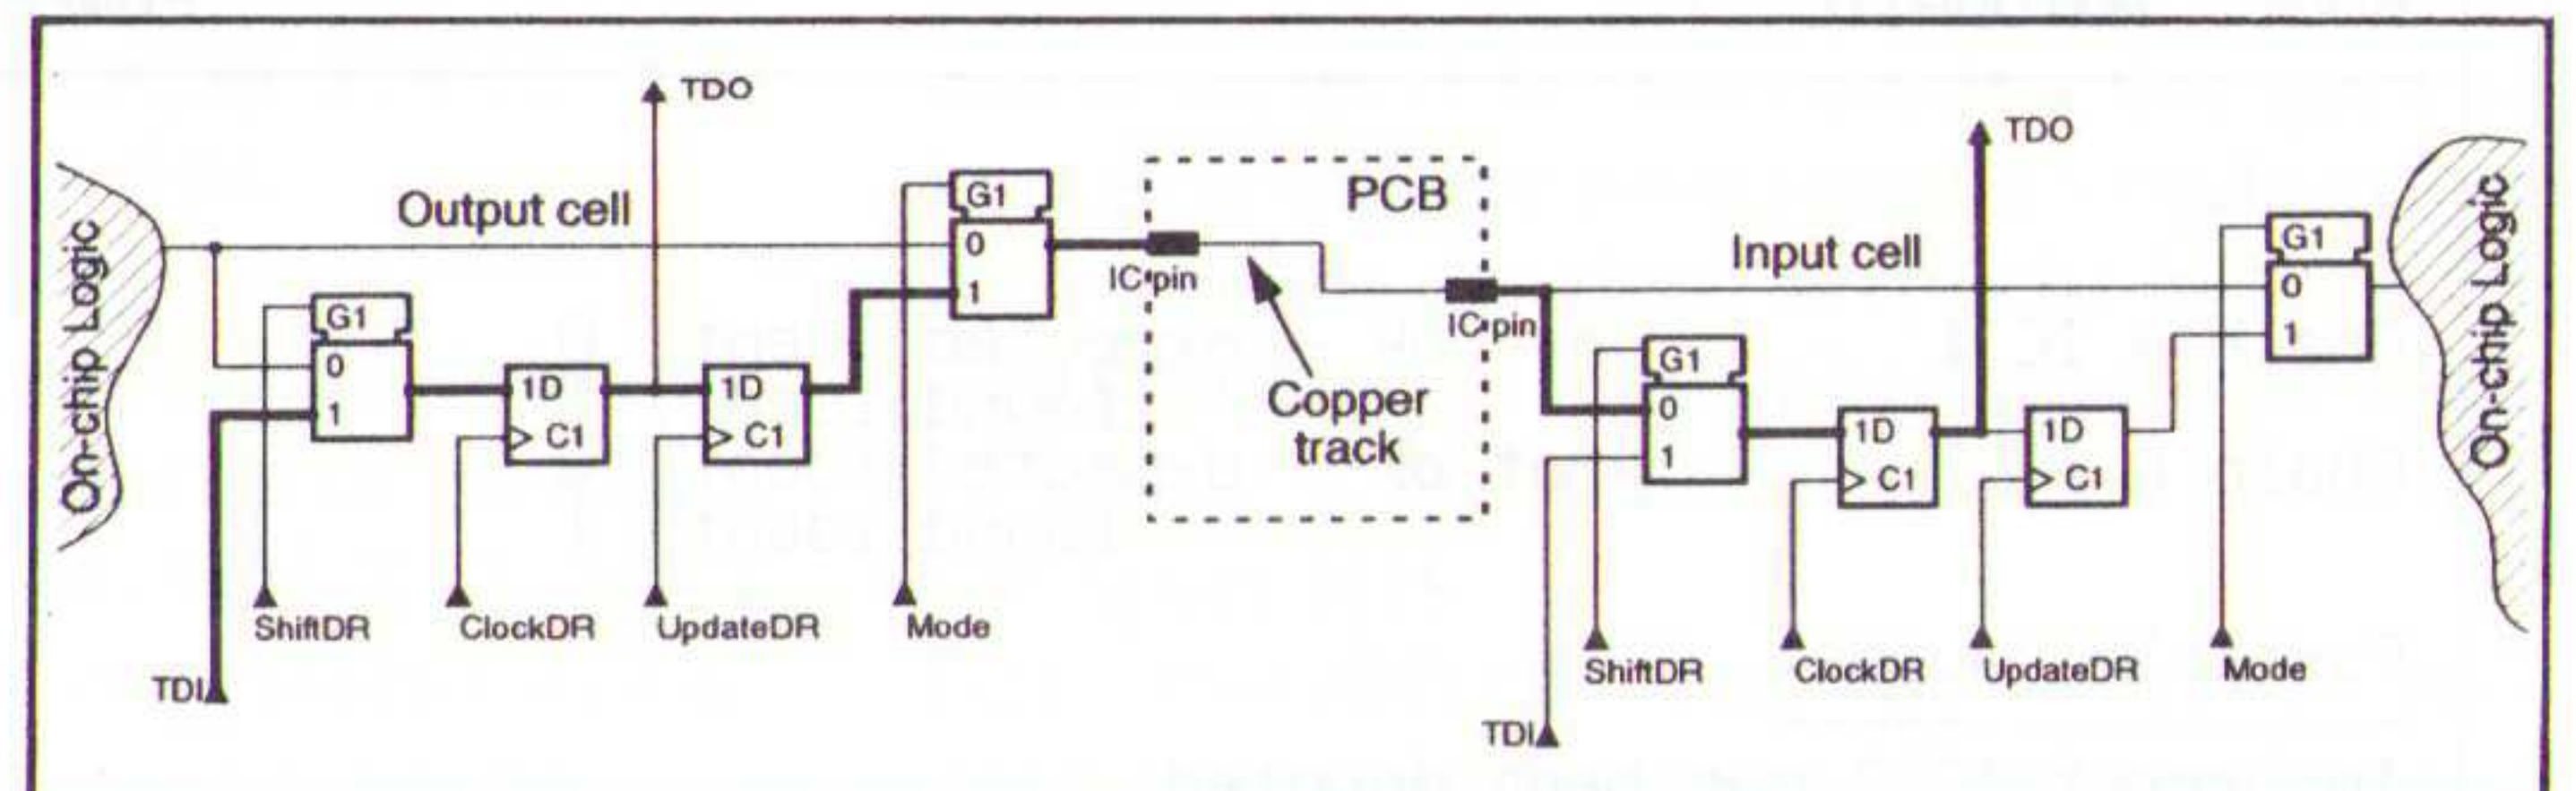 TDO
Output cell
G1
0
1
G1
0
1
1D
C1
1D
C1
On-chip Logic
ShiftDR
ClockDR
UpdateDR
Mode
TDI
PCB
IC pin
IC pin
Copper
track
TDO
Input cell
G1
0
1
G1
0
1
1D
C1
1D
C1
On-chip Logic
ShiftDR
ClockDR
UpdateDR
Mode
TDI